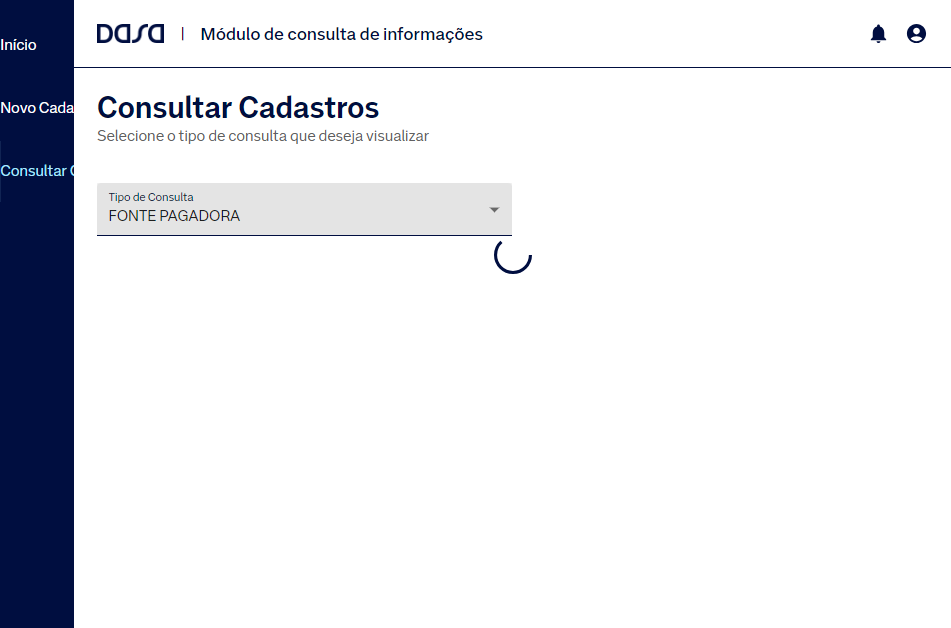 Início
Novo Cada
Consultar C
DASA | Módulo de consulta de informações
Consultar Cadastros
Selecione o tipo de consulta que deseja visualizar
Tipo de Consulta
FONTE PAGADORA